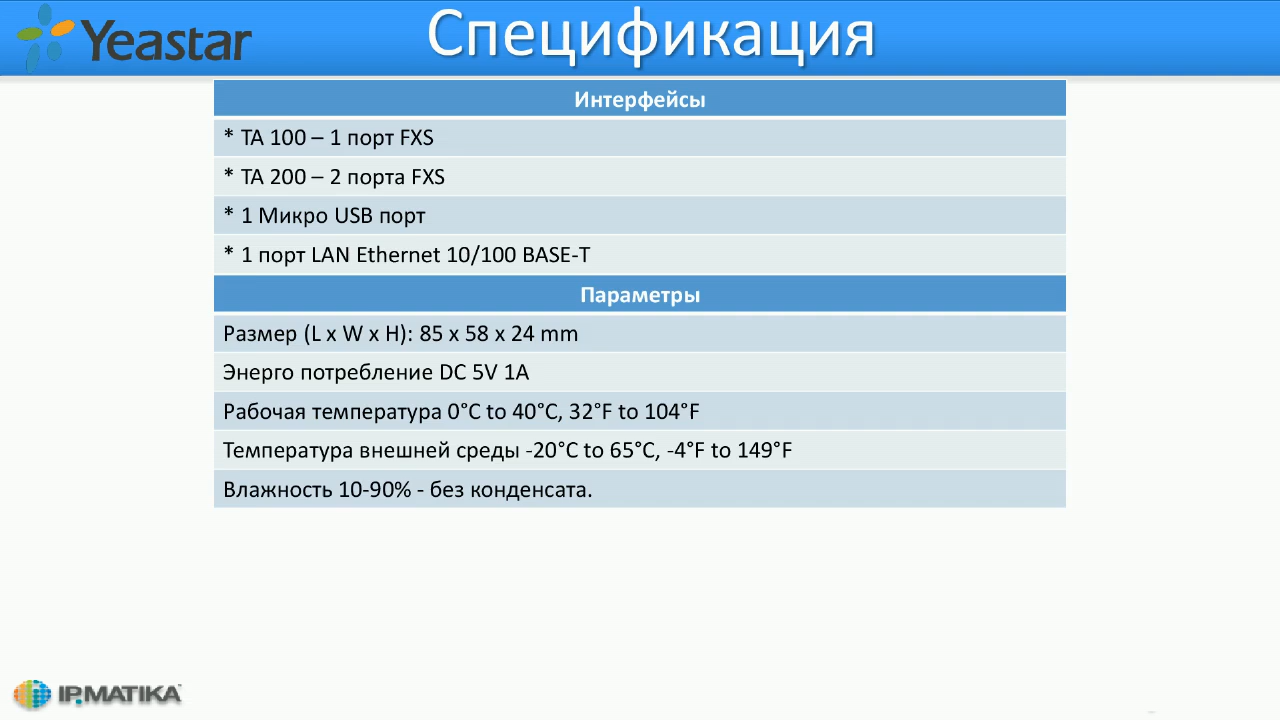 Yeastar
Спецификация
Интерфейсы
* TA 100 – 1 порт FXS
* TA 200 – 2 порта FXS
* 1 Микро USB порт
* 1 порт LAN Ethernet 10/100 BASE-T
Параметры
Размер (L x W x H): 85 x 58 x 24 mm
Энерго потребление DC 5V 1A
Рабочая температура 0°C to 40°C, 32°F to 104°F
Температура внешней среды -20°C to 65°C, -4°F to 149°F
Влажность 10-90% - без конденсата.
IP.MATIKA